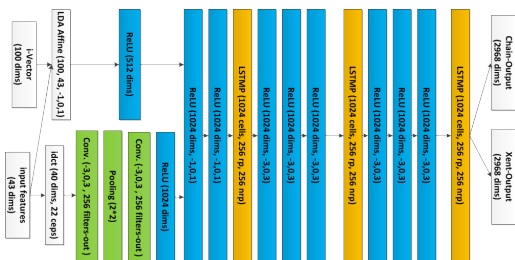 i-Vector
(100 dims)
input features
(43 dims)
LDA Affine (100, 43, -1,0,1)
idct (40 dims, 22 ceps)
Conv. (-3,0,3 , 256 filters-out )
Pooling (2*2)
Conv. (-3,0,3 , 256 filters-out )
ReLU (512 dims)
ReLU (1024 dims)
ReLU (1024 dims, -1,0,1)
ReLU (1024 dims, -1,0,1)
LSTMP (1024 cells, 256 rp, 256 nrp)
ReLU (1024 dims, -3,0,3)
ReLU (1024 dims, -3,0,3)
ReLU (1024 dims, -3,0,3)
LSTMP (1024 cells, 256 rp, 256 nrp)
ReLU (1024 dims, -3,0,3)
ReLU (1024 dims, -3,0,3)
ReLU (1024 dims, -3,0,3)
LSTMP (1024 cells, 256 rp, 256 nrp)
Chain-Output
(2968 dims)
Xent-Output
(2968 dims)